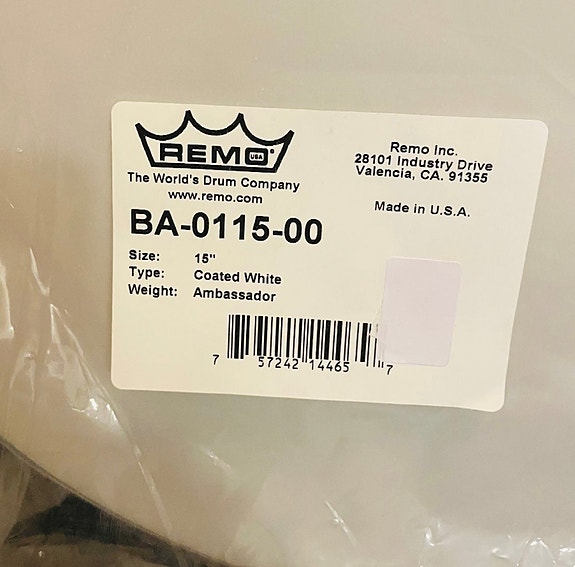 REMO USA
The World's Drum Company
www.remo.com
Remo Inc.
28101 Industry Drive
Valencia, CA. 91355
Made in U.S.A.
BA-0115-00
Size: 15"
Type: Coated White
Weight: Ambassador
7 57242 14465 7